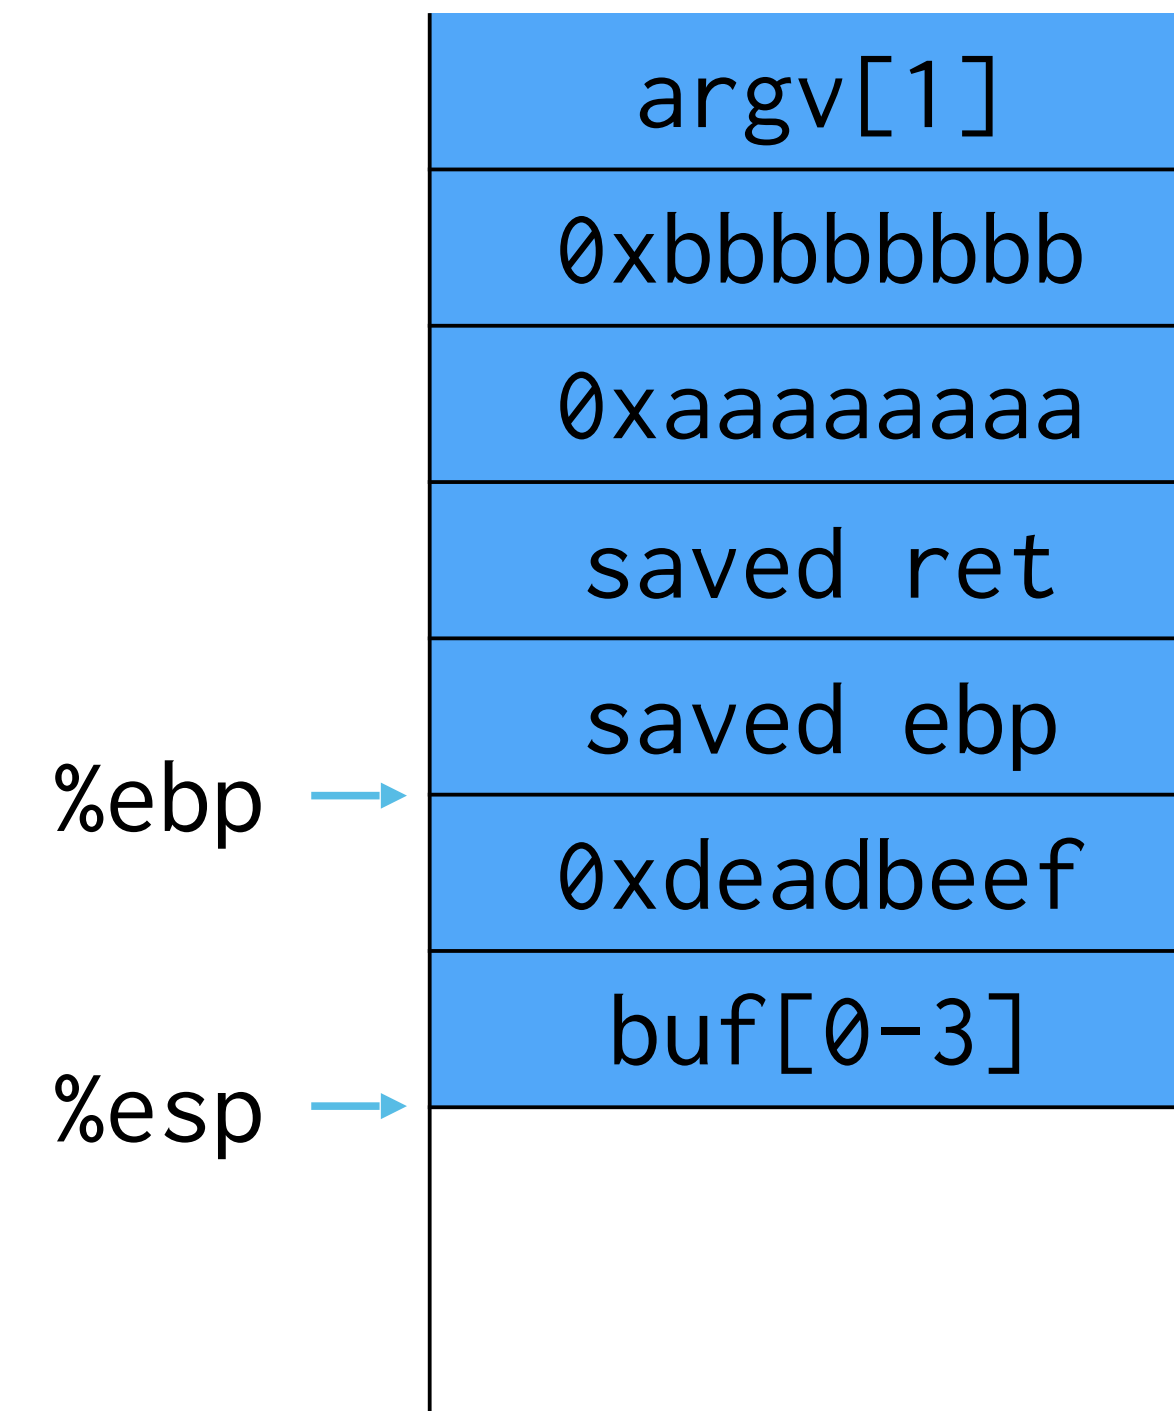 argv[1]
0xbbbbbbbb
0xaaaaaaaa
saved ret
saved ebp
%ebp
0xdeadbeef
buf[0-3]
%esp